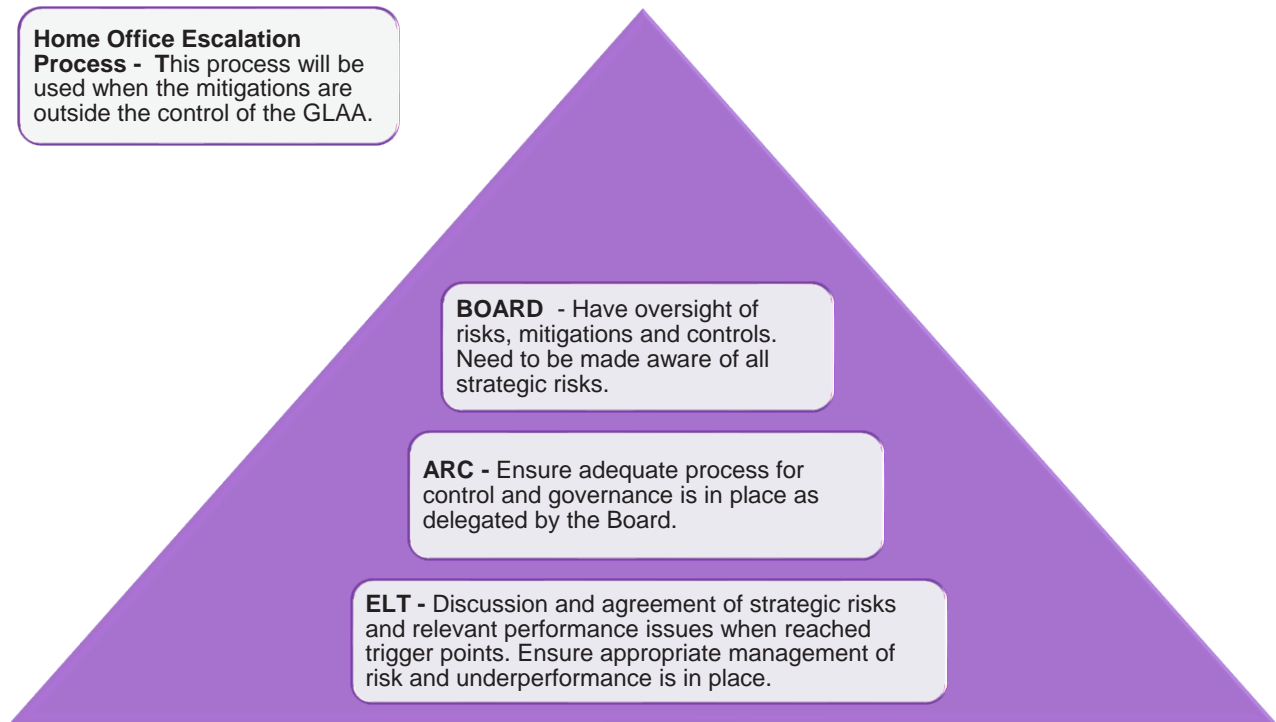 Home Office Escalation
Process - This process will be
used when the mitigations are
outside the control of the GLAA.
BOARD - Have oversight of
risks, mitigations and controls.
Need to be made aware of all
strategic risks.
ARC - Ensure adequate process for
control and governance is in place as
delegated by the Board.
ELT - Discussion and agreement of strategic risks
and relevant performance issues when reached
trigger points. Ensure appropriate management of
risk and underperformance is in place.